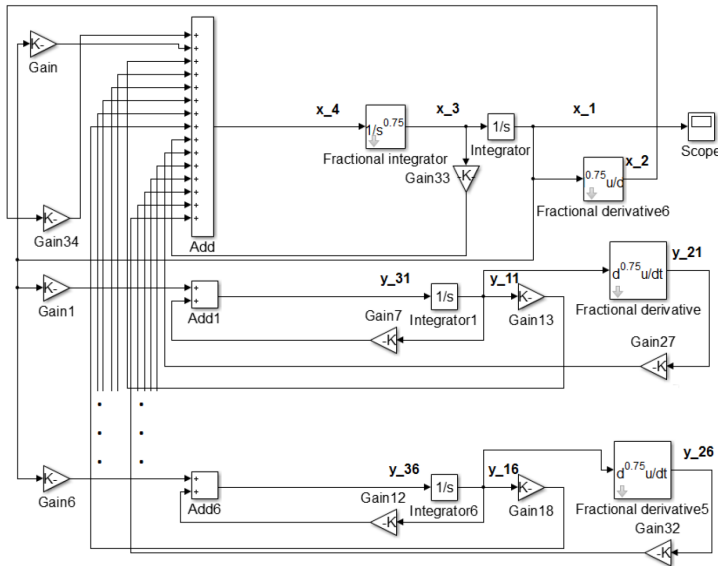 K-
Gain
x_4
x_3
x_1
1/s^0.75
1/s
Fractional integrator
Integrator
Scope
-K-
Gain33
x_2
0.75 u/d
Fractional derivative6
K-
Gain34
Add
K-
Gain1
Add1
y_31
1/s
Integrator1
y_11
K-
Gain13
Gain7
-K
y_21
d^0.75 u/dt
Fractional derivative
Gain27
-K
K-
Gain6
Add6
y_36
1/s
Integrator6
y_16
K-
Gain18
Gain12
-K
y_26
d^0.75 u/dt
Fractional derivative5
Gain32
-K